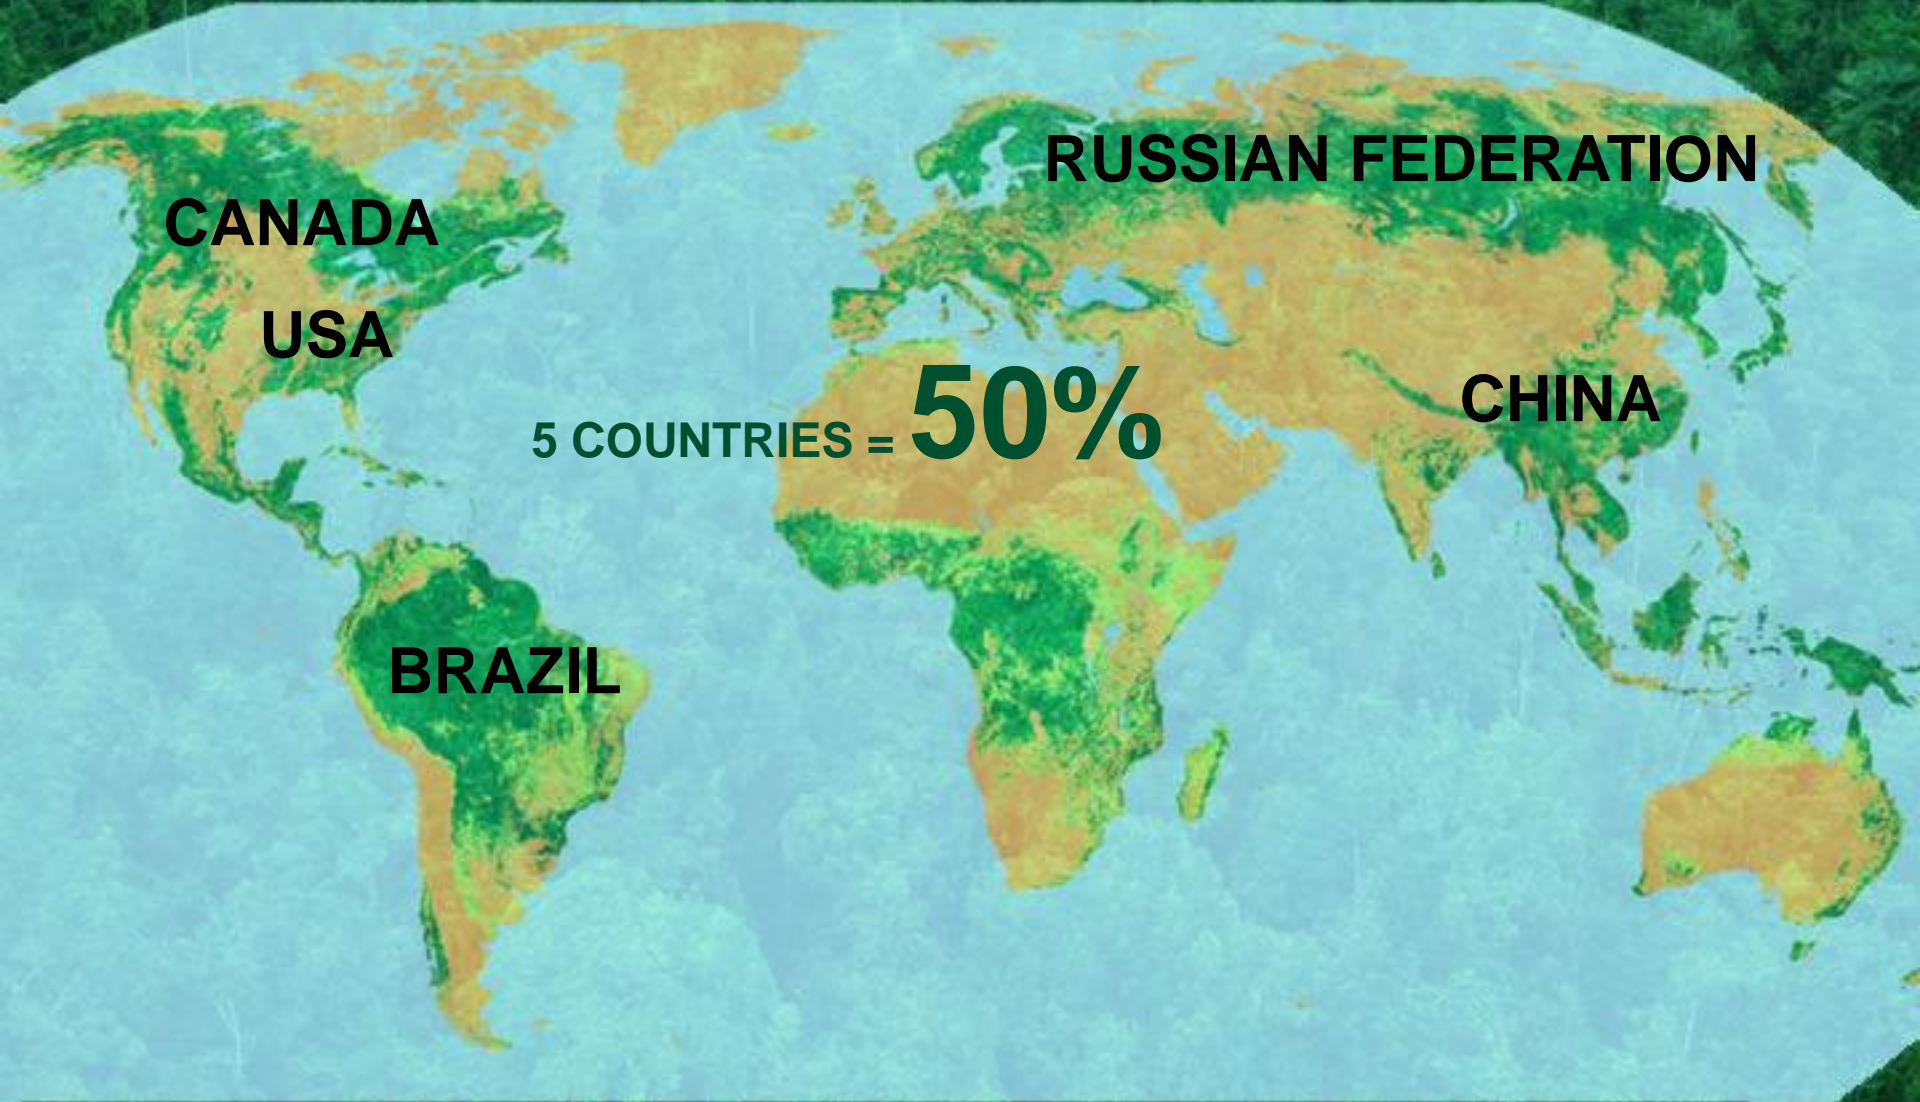 RUSSIAN FEDERATION
CANADA
USA
CHINA
5 COUNTRIES = 50%
BRAZIL